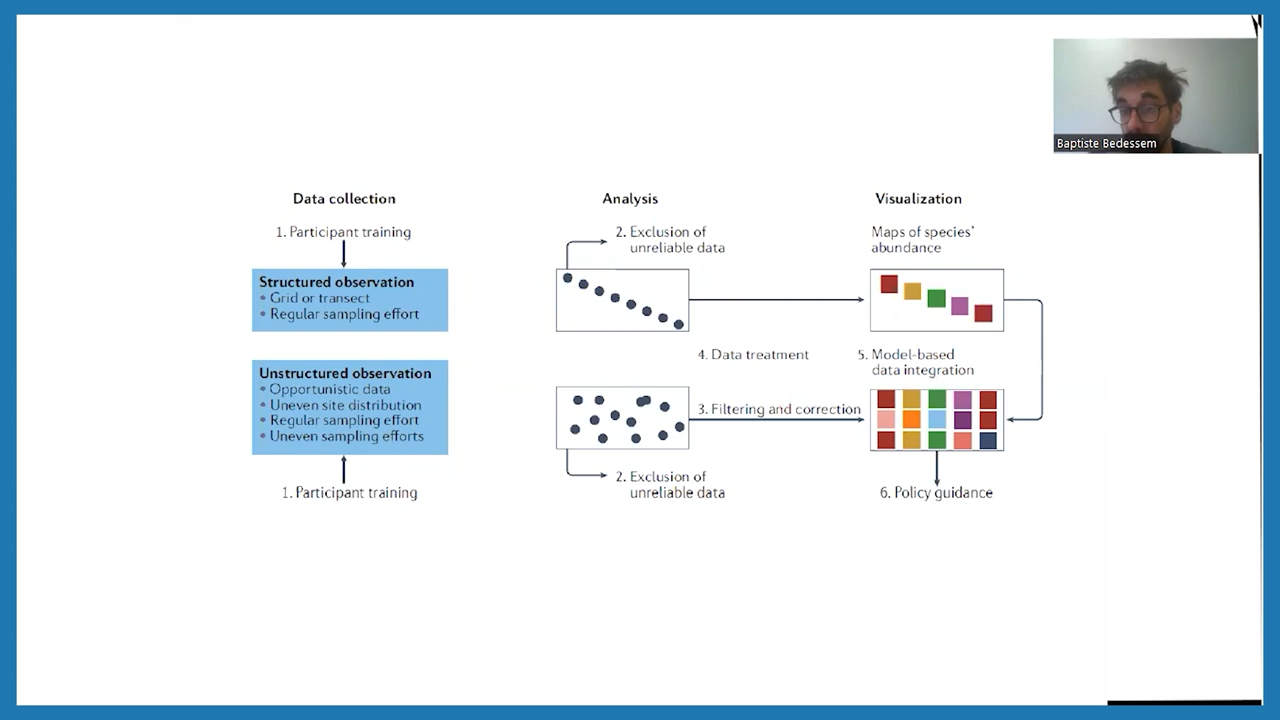 Baptiste Bedessem
Data collection
Analysis
Visualization
1. Participant training
2. Exclusion of
unreliable data
Maps of species'
abundance
Structured observation
• Grid or transect
• Regular sampling effort
4. Data treatment
5. Model-based
data integration
Unstructured observation
• Opportunistic data
• Uneven site distribution
• Regular sampling effort
• Uneven sampling efforts
3. Filtering and correction
1. Participant training
2. Exclusion of
unreliable data
6. Policy guidance